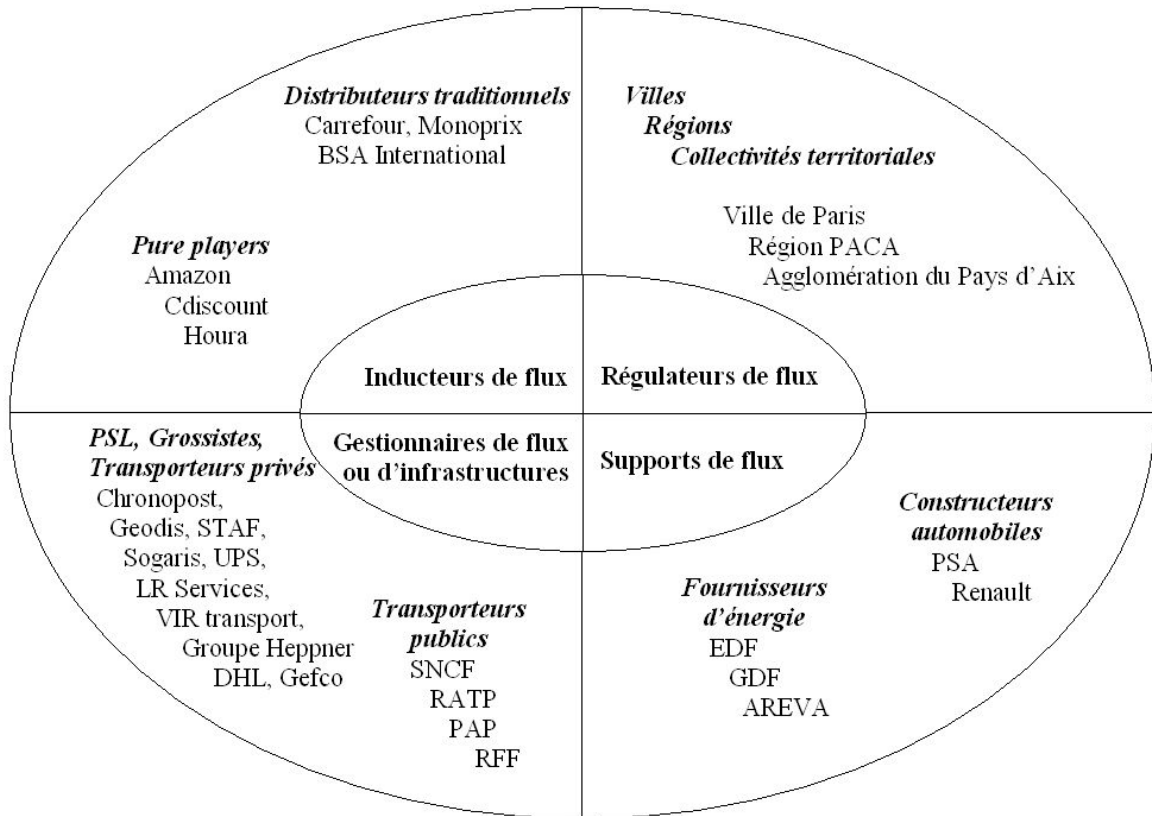 Distributeurs traditionnels
Carrefour, Monoprix
BSA International
Pure players
Amazon
Cdiscount
Houra
Inducteurs de flux
Villes
Régions
Collectivités territoriales
Ville de Paris
Région PACA
Agglomération du Pays d'Aix
Régulateurs de flux
PSL, Grossistes,
Transporteurs privés
Chronopost,
Geodis, STAF,
Sogaris, UPS,
LR Services,
VIR transport,
Groupe Heppner
DHL, Gefco
Gestionnaires de flux
ou d'infrastructures
Transporteurs
publics
SNCF
RATP
PAP
RFF
Supports de flux
Constructeurs
automobiles
PSA
Renault
Fournisseurs
d'énergie
EDF
GDF
AREVA